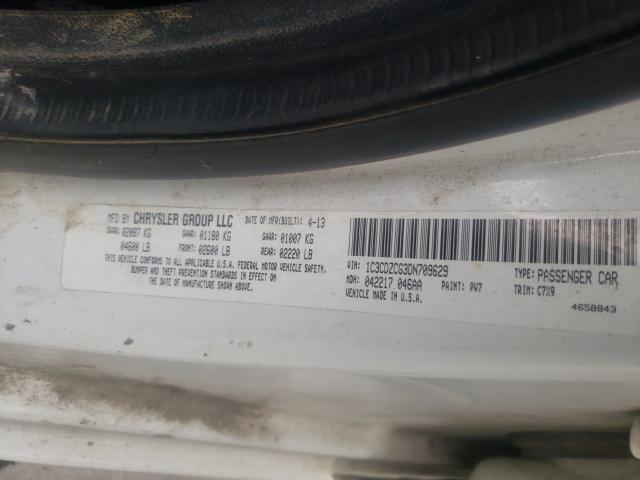 MFD BY CHRYSLER GROUP LLC DATE OF MFR(BUILT): 4-13
GVWR: 02087 KG GAWR: 01180 KG GAWR: 01007 KG
04600 LB FRONT: 02600 LB REAR: 02220 LB
THIS VEHICLE CONFORMS TO ALL APPLICABLE U.S.A. FEDERAL MOTOR VEHICLE SAFETY,
BUMPER AND THEFT PREVENTION STANDARDS IN EFFECT ON
THE DATE OF MANUFACTURE SHOWN ABOVE.
1C3CDZCG3DN709629 TYPE: PASSENGER CAR
MDH: 042217 046AA PAINT: PW7 TRIM: C7X9
VEHICLE MADE IN U.S.A.
4658843